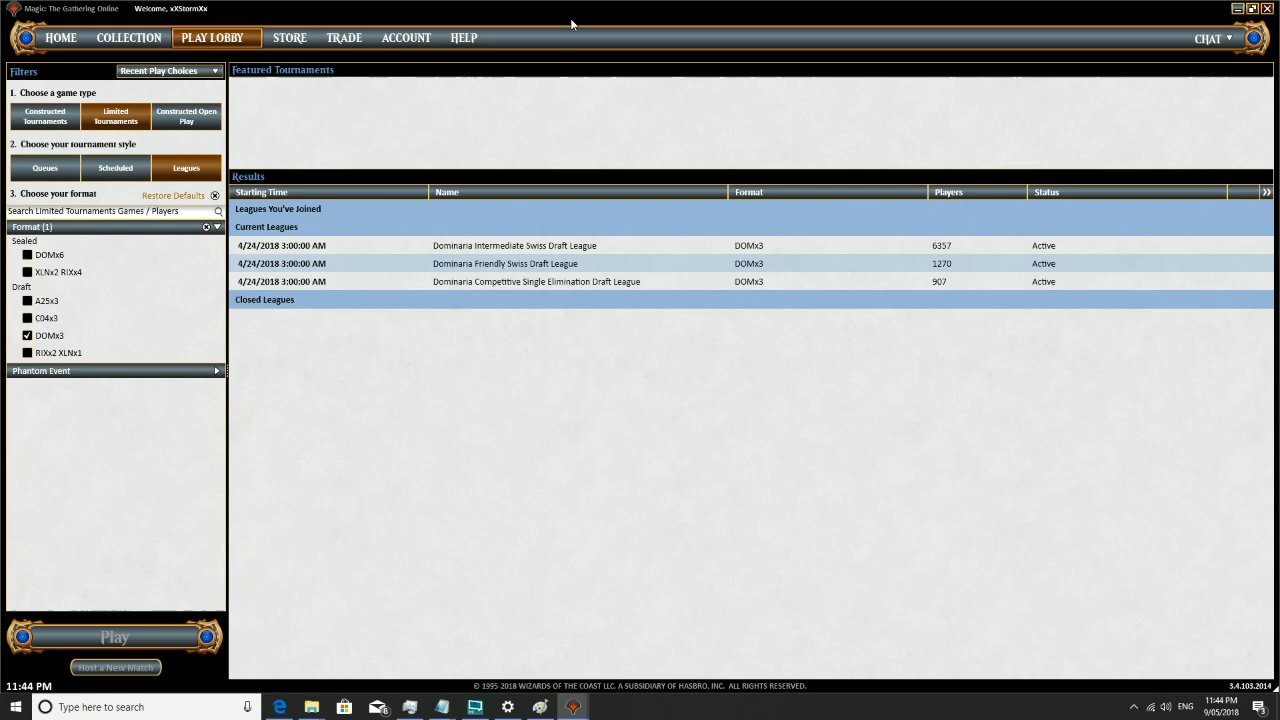 Magic: The Gathering Online Welcome, xXStormXx
HOME COLLECTION PLAY LOBBY STORE TRADE ACCOUNT HELP CHAT
Filters Recent Play Choices
1. Choose a game type
Constructed Tournaments Limited Tournaments Constructed Open Play
2. Choose your tournament style
Queues Scheduled Leagues
3. Choose your format Restore Defaults
Search Limited Tournaments Games / Players
Format (1)
Sealed
DOMx6
XLNx2 RIXx4
Draft
A25x3
C04x3
DOMx3
RIXx2 XLNx1
Phantom Event
Play
Host a New Match
11:44 PM
Featured Tournaments
Results
Starting Time Name Format Players Status
Leagues You've Joined
Current Leagues
4/24/2018 3:00:00 AM Dominaria Intermediate Swiss Draft League DOMx3 6357 Active
4/24/2018 3:00:00 AM Dominaria Friendly Swiss Draft League DOMx3 1270 Active
4/24/2018 3:00:00 AM Dominaria Competitive Single Elimination Draft League DOMx3 907 Active
Closed Leagues
© 1995-2018 WIZARDS OF THE COAST LLC, A SUBSIDIARY OF HASBRO, INC. ALL RIGHTS RESERVED.
3.4.103.2014
Type here to search
6
ENG
11:44 PM
9/05/2018
3